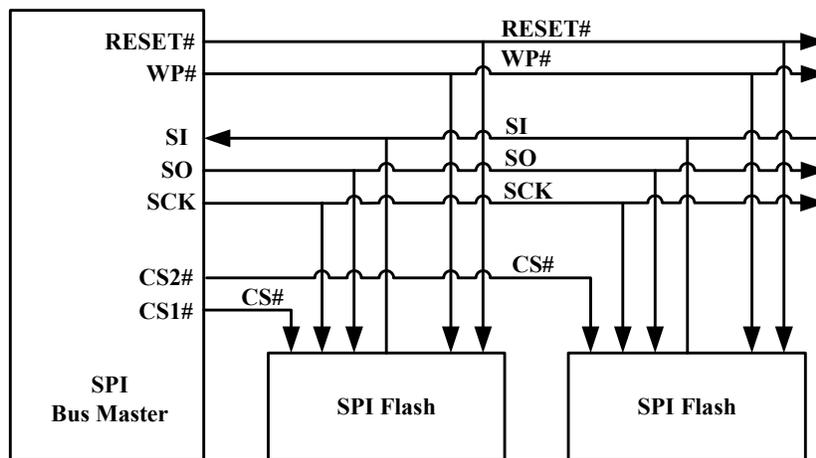 RESET#
RESET#
WP#
WP#
SI
SI
SO
SO
SCK
SCK
CS2#
CS#
CS1#
CS#
SPI
Bus Master
SPI Flash
SPI Flash